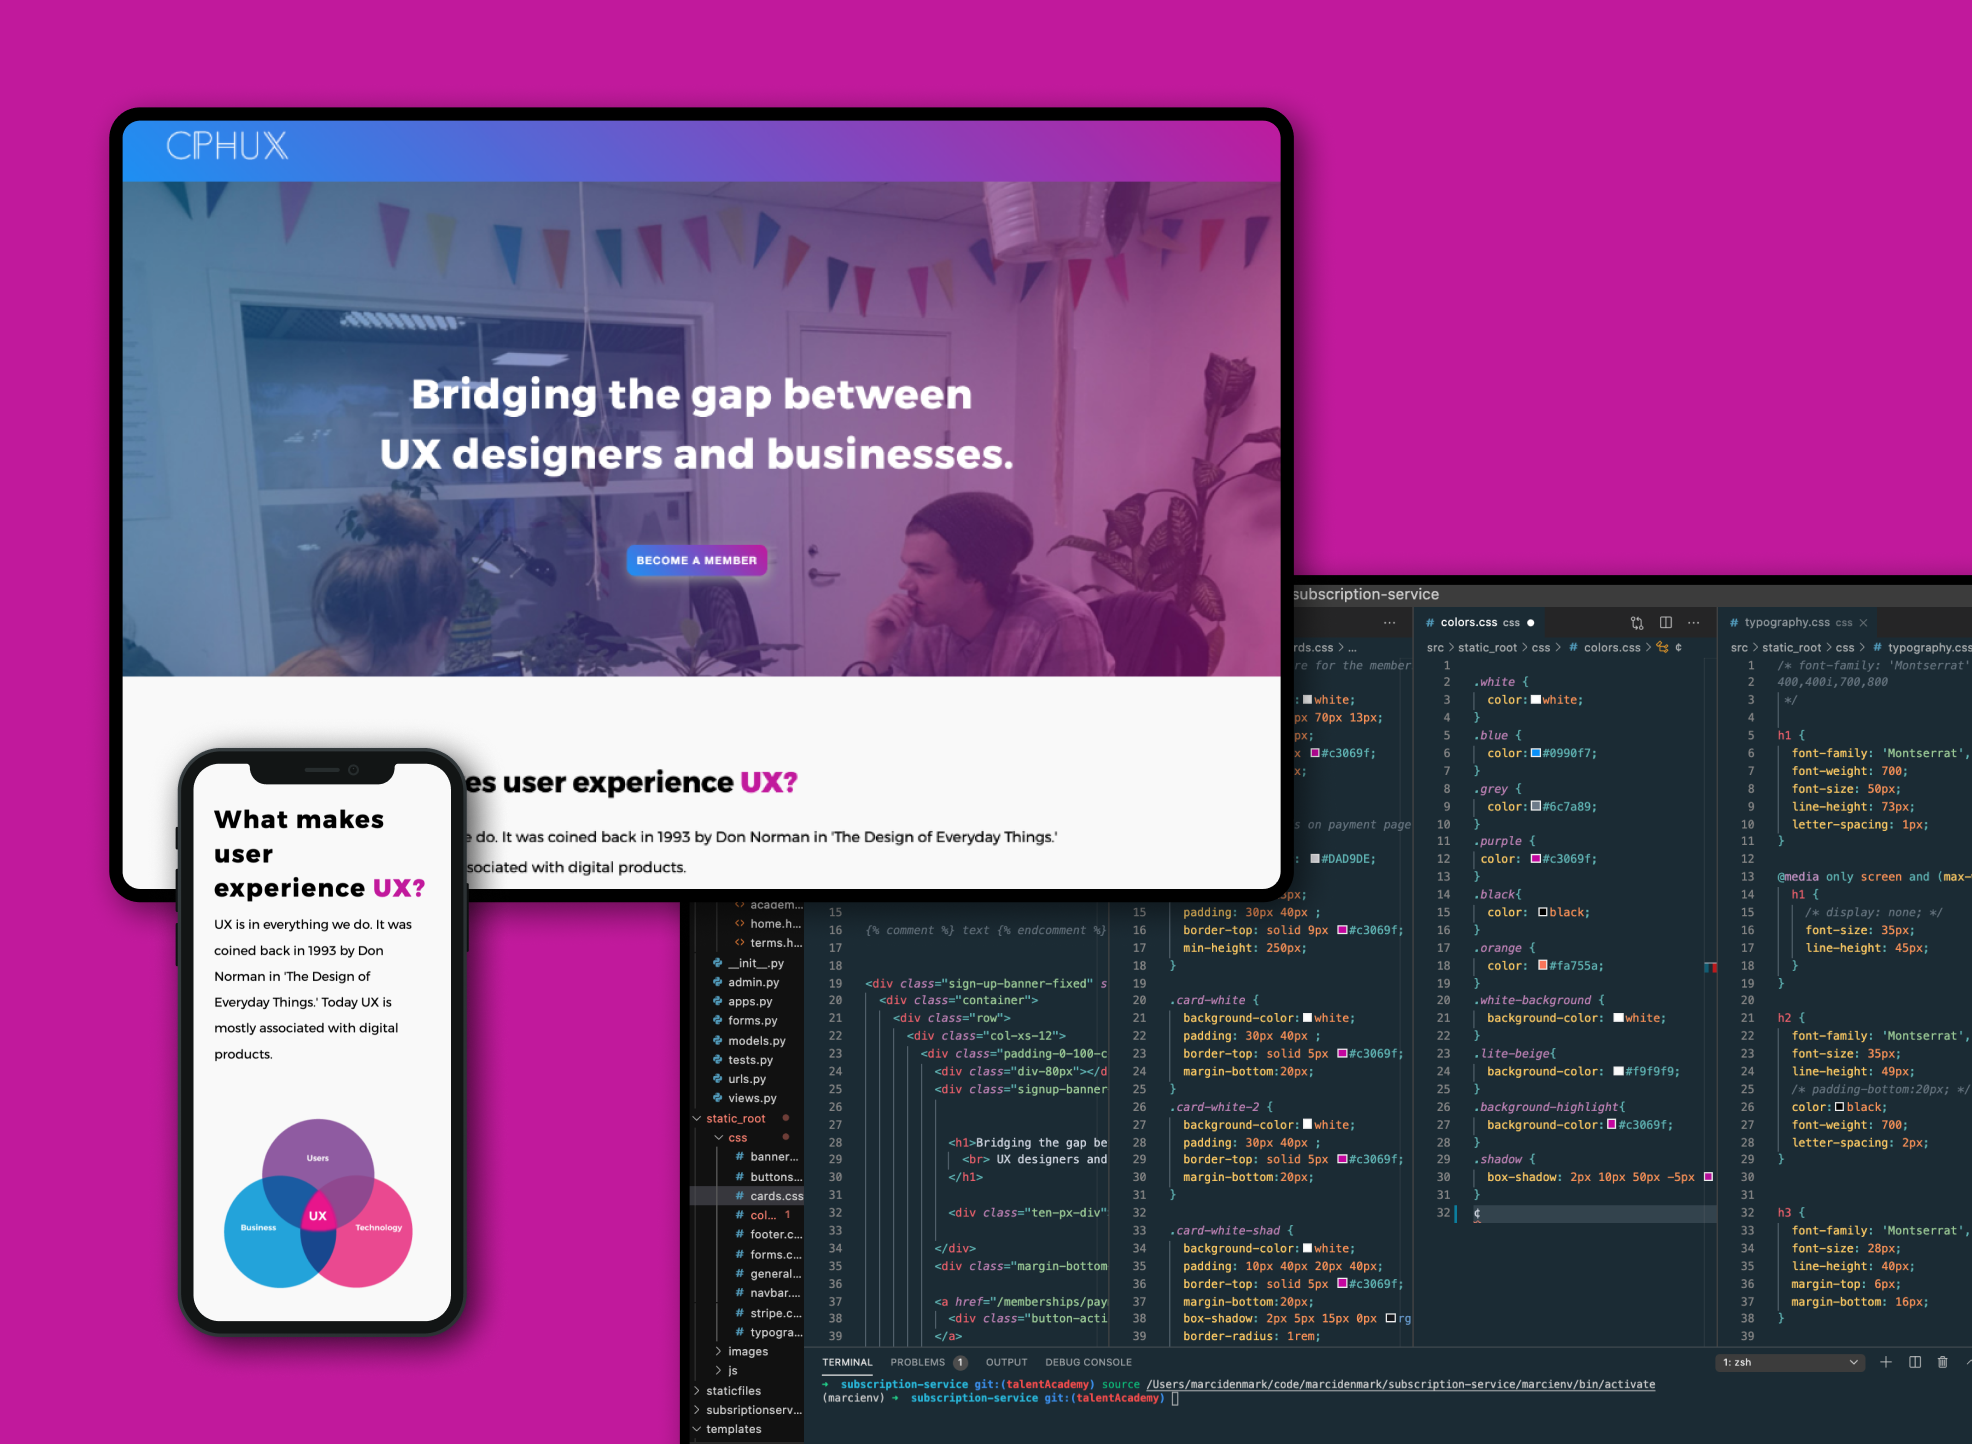 CPHUX
Bridging the gap between
UX designers and businesses.
BECOME A MEMBER
es user experience UX?
do. It was coined back in 1993 by Don Norman in 'The Design of Everyday Things.'
sociated with digital products.
What makes
user
experience UX?
UX is in everything we do. It was
coined back in 1993 by Don
Norman in 'The Design of
Everyday Things.' Today UX is
mostly associated with digital
products.
Users
Business
UX
Technology
subscription-service
academ...
home.h...
terms.h...
__init__.py
admin.py
apps.py
forms.py
models.py
tests.py
urls.py
views.py
static_root
css
# banner...
# buttons...
# cards.css
# col... 1
# footer.c...
# forms.c...
# general...
# navbar....
# stripe.c...
# typogra...
images
js
staticfiles
subsriptionserv...
templates
15
16 {% comment %} text {% endcomment %}
17
18
19 <div class="sign-up-banner-fixed" s
20 <div class="container">
21 <div class="row">
22 <div class="col-xs-12">
23 <div class="padding-0-100-c
24 <div class="div-80px"></d
25 <div class="signup-banner
26
27
28 <h1>Bridging the gap be
29 <br> UX designers and
30 </h1>
31
32 <div class="ten-px-div"
33
34 </div>
35 <div class="margin-bottom
36
37 <a href="/memberships/pay
38 <div class="button-acti
39 </a>
rds.css > ...
re for the member
: white;
px 70px 13px;
px;
x #c3069f;
x;
s on payment page
: #DAD9DE;
3px;
15 padding: 30px 40px ;
16 border-top: solid 9px #c3069f;
17 min-height: 250px;
18 }
19
20 .card-white {
21 background-color: white;
22 padding: 30px 40px ;
23 border-top: solid 5px #c3069f;
24 margin-bottom:20px;
25 }
26 .card-white-2 {
27 background-color: white;
28 padding: 30px 40px ;
29 border-top: solid 5px #c3069f;
30 margin-bottom:20px;
31 }
32
33 .card-white-shad {
34 background-color: white;
35 padding: 10px 40px 20px 40px;
36 border-top: solid 5px #c3069f;
37 margin-bottom:20px;
38 box-shadow: 2px 5px 15px 0px rg
39 border-radius: 1rem;
# colors.css css
src > static_root > css > # colors.css > ¢
1
2 .white {
3 color: white;
4 }
5 .blue {
6 color: #0990f7;
7 }
8 .grey {
9 color: #6c7a89;
10 }
11 .purple {
12 color: #c3069f;
13 }
14 .black{
15 color: black;
16 }
17 .orange {
18 color: #fa755a;
19 }
20 .white-background {
21 background-color: white;
22 }
23 .lite-beige{
24 background-color: #f9f9f9;
25 }
26 .background-highlight{
27 background-color: #c3069f;
28 }
29 .shadow {
30 box-shadow: 2px 10px 50px -5px
31 }
32 ¢
# typography.css css
src > static_root > css > # typography.css
1 /* font-family: 'Montserrat'
2 400,400i,700,800
3 */
4
5 h1 {
6 font-family: 'Montserrat',
7 font-weight: 700;
8 font-size: 50px;
9 line-height: 73px;
10 letter-spacing: 1px;
11 }
12
13 @media only screen and (max-
14 h1 {
15 /* display: none; */
16 font-size: 35px;
17 line-height: 45px;
18 }
19 }
20
21 h2 {
22 font-family: 'Montserrat',
23 font-size: 35px;
24 line-height: 49px;
25 /* padding-bottom:20px; */
26 color: black;
27 font-weight: 700;
28 letter-spacing: 2px;
29 }
30
31
32 h3 {
33 font-family: 'Montserrat',
34 font-size: 28px;
35 line-height: 40px;
36 margin-top: 6px;
37 margin-bottom: 16px;
38 }
39
TERMINAL PROBLEMS 1 OUTPUT DEBUG CONSOLE 1: zsh
→ subscription-service git:(talentAcademy) source /Users/marcidenmark/code/marcidenmark/subscription-service/marcienv/bin/activate
(marcienv) → subscription-service git:(talentAcademy)